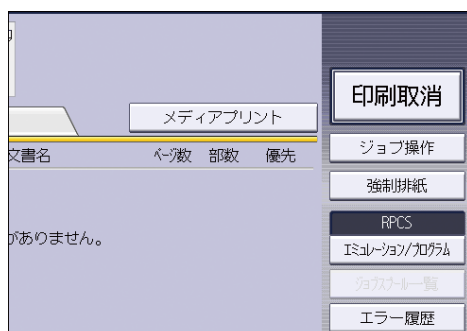 印刷取消
メディアプリント
文書名 ページ数 部数 優先
ジョブ操作
強制排紙
がありません。
RPCS
エミュレーション/プログラム
ジョブスプール一覧
エラー履歴